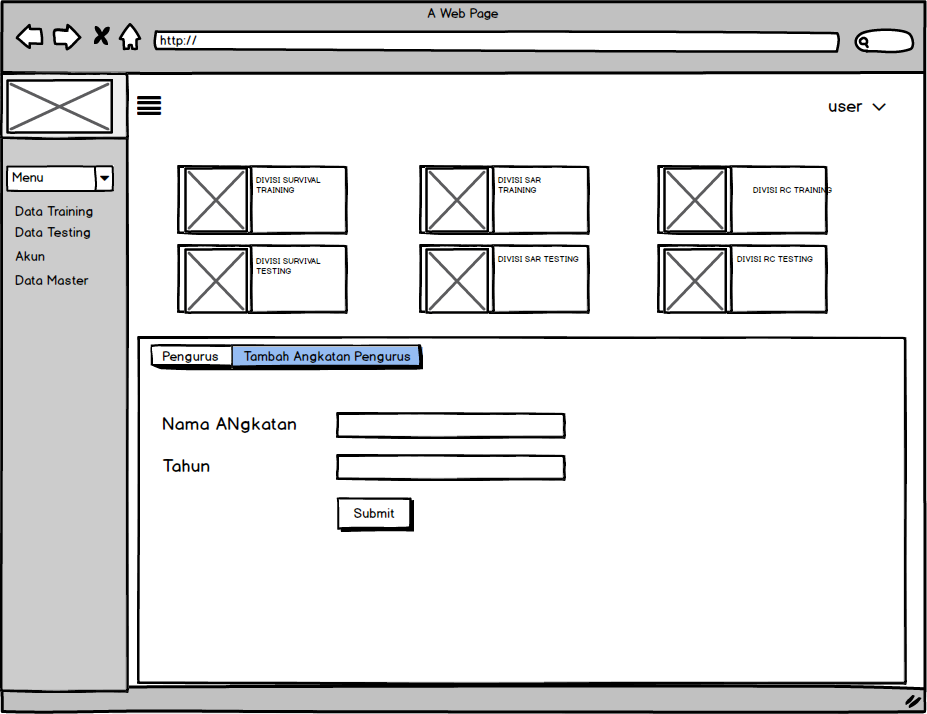 A Web Page
http://
user
Menu
Data Training
Data Testing
Akun
Data Master
DIVISI SURVIVAL
TRAINING
DIVISI SAR
TRAINING
DIVISI RC TRAINING
DIVISI SURVIVAL
TESTING
DIVISI SAR TESTING
DIVISI RC TESTING
Pengurus
Tambah Angkatan Pengurus
Nama ANgkatan
Tahun
Submit